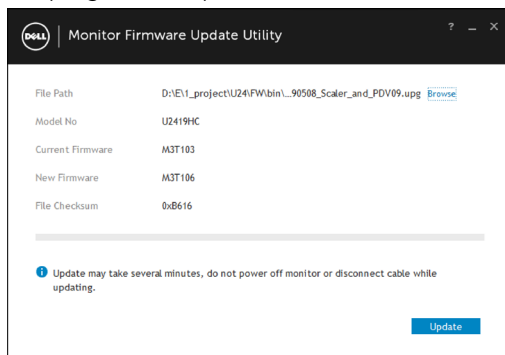 DELL
Monitor Firmware Update Utility
? _ X
File Path D:\E\1_project\U24\FW\bin\...90508_Scaler_and_PDV09.upg Browse
Model No U2419HC
Current Firmware M3T103
New Firmware M3T106
File Checksum 0xB616
Update may take several minutes, do not power off monitor or disconnect cable while
updating.
Update